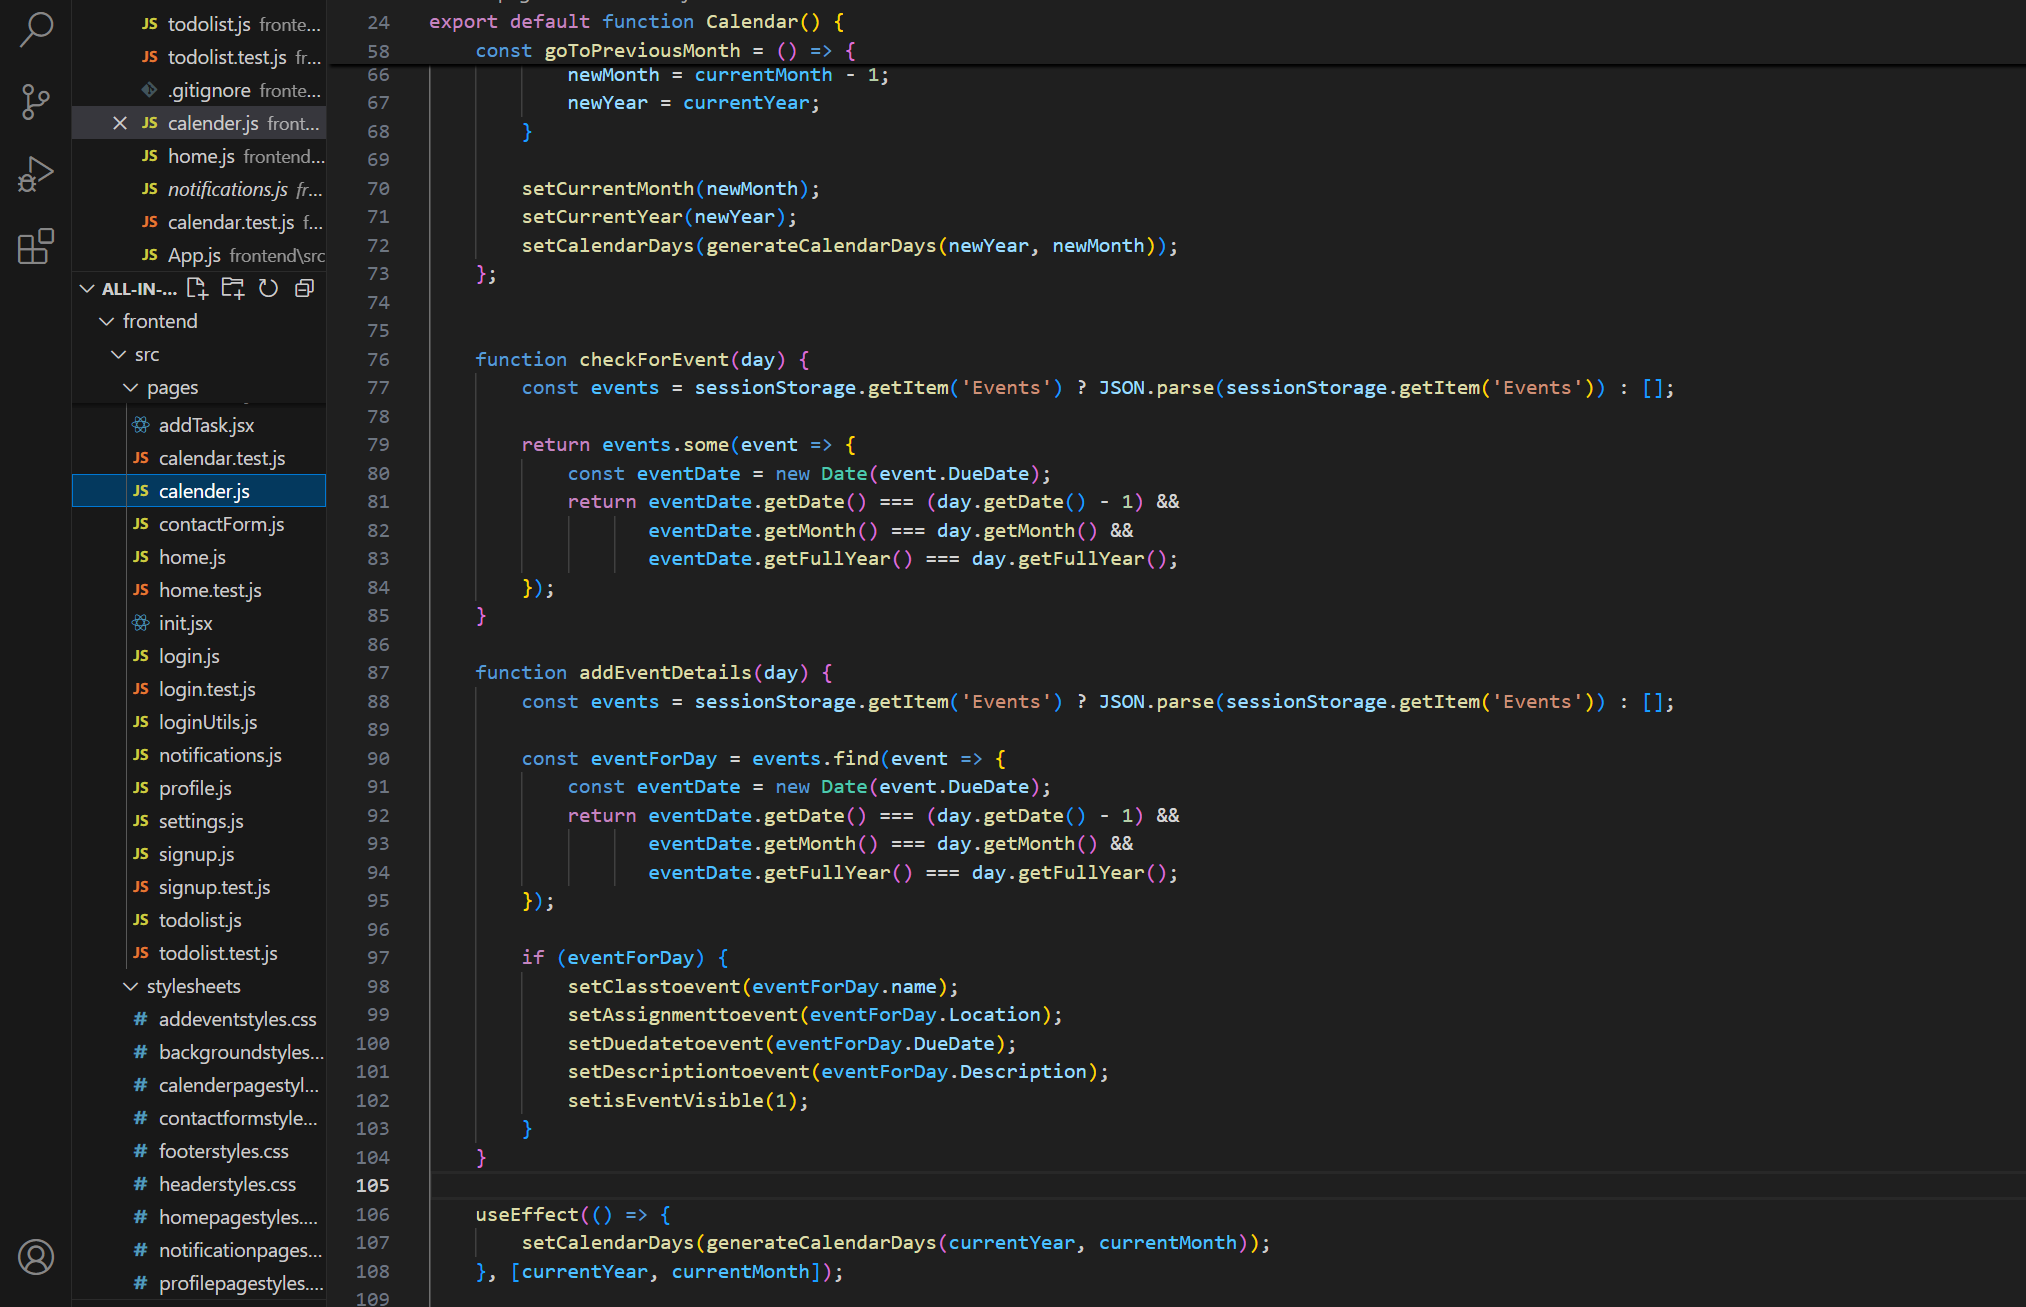 JS todolist.js fronte...
JS todolist.test.js fr...
.gitignore fronte...
JS calender.js front...
JS home.js frontend...
JS notifications.js fr...
JS calendar.test.js f...
JS App.js frontend\src
ALL-IN-...
frontend
src
pages
addTask.jsx
JS calendar.test.js
JS calender.js
JS contactForm.js
JS home.js
JS home.test.js
init.jsx
JS login.js
JS login.test.js
JS loginUtils.js
JS notifications.js
JS profile.js
JS settings.js
JS signup.js
JS signup.test.js
JS todolist.js
JS todolist.test.js
stylesheets
# addeventstyles.css
# backgroundstyles...
# calenderpagestyl...
# contactformstyle...
# footerstyles.css
# headerstyles.css
# homepagestyles....
# notificationpages...
# profilepagestyles....
24 export default function Calendar() {
58 const goToPreviousMonth = () => {
66 newMonth = currentMonth - 1;
67 newYear = currentYear;
68 }
69
70 setCurrentMonth(newMonth);
71 setCurrentYear(newYear);
72 setCalendarDays(generateCalendarDays(newYear, newMonth));
73 };
74
75
76 function checkForEvent(day) {
77 const events = sessionStorage.getItem('Events') ? JSON.parse(sessionStorage.getItem('Events')) : [];
78
79 return events.some(event => {
80 const eventDate = new Date(event.DueDate);
81 return eventDate.getDate() === (day.getDate() - 1) &&
82 eventDate.getMonth() === day.getMonth() &&
83 eventDate.getFullYear() === day.getFullYear();
84 });
85 }
86
87 function addEventDetails(day) {
88 const events = sessionStorage.getItem('Events') ? JSON.parse(sessionStorage.getItem('Events')) : [];
89
90 const eventForDay = events.find(event => {
91 const eventDate = new Date(event.DueDate);
92 return eventDate.getDate() === (day.getDate() - 1) &&
93 eventDate.getMonth() === day.getMonth() &&
94 eventDate.getFullYear() === day.getFullYear();
95 });
96
97 if (eventForDay) {
98 setClasstoevent(eventForDay.name);
99 setAssignmenttoevent(eventForDay.Location);
100 setDuedatetoevent(eventForDay.DueDate);
101 setDescriptiontoevent(eventForDay.Description);
102 setisEventVisible(1);
103 }
104 }
105
106 useEffect(() => {
107 setCalendarDays(generateCalendarDays(currentYear, currentMonth));
108 }, [currentYear, currentMonth]);
109